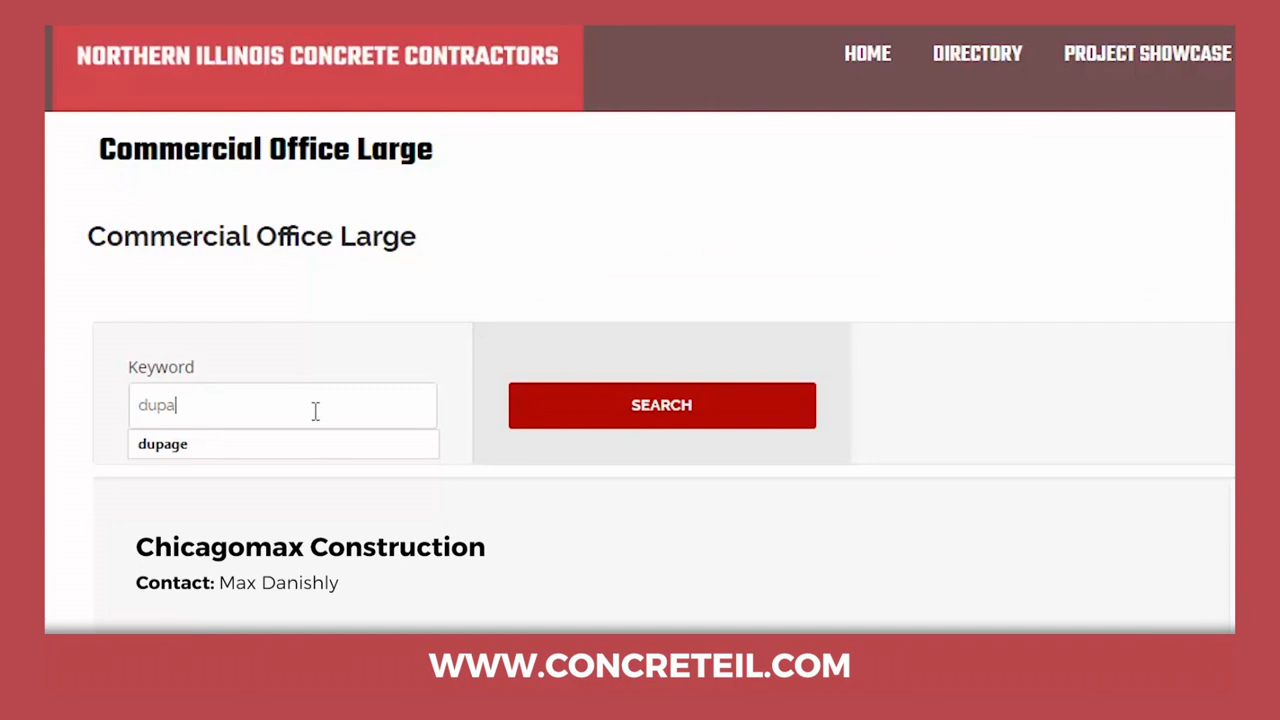 NORTHERN ILLINOIS CONCRETE CONTRACTORS
HOME DIRECTORY PROJECT SHOWCASE
Commercial Office Large
Commercial Office Large
Keyword
dupa
SEARCH
dupage
Chicagomax Construction
Contact: Max Danishly
WWW.CONCRETEIL.COM